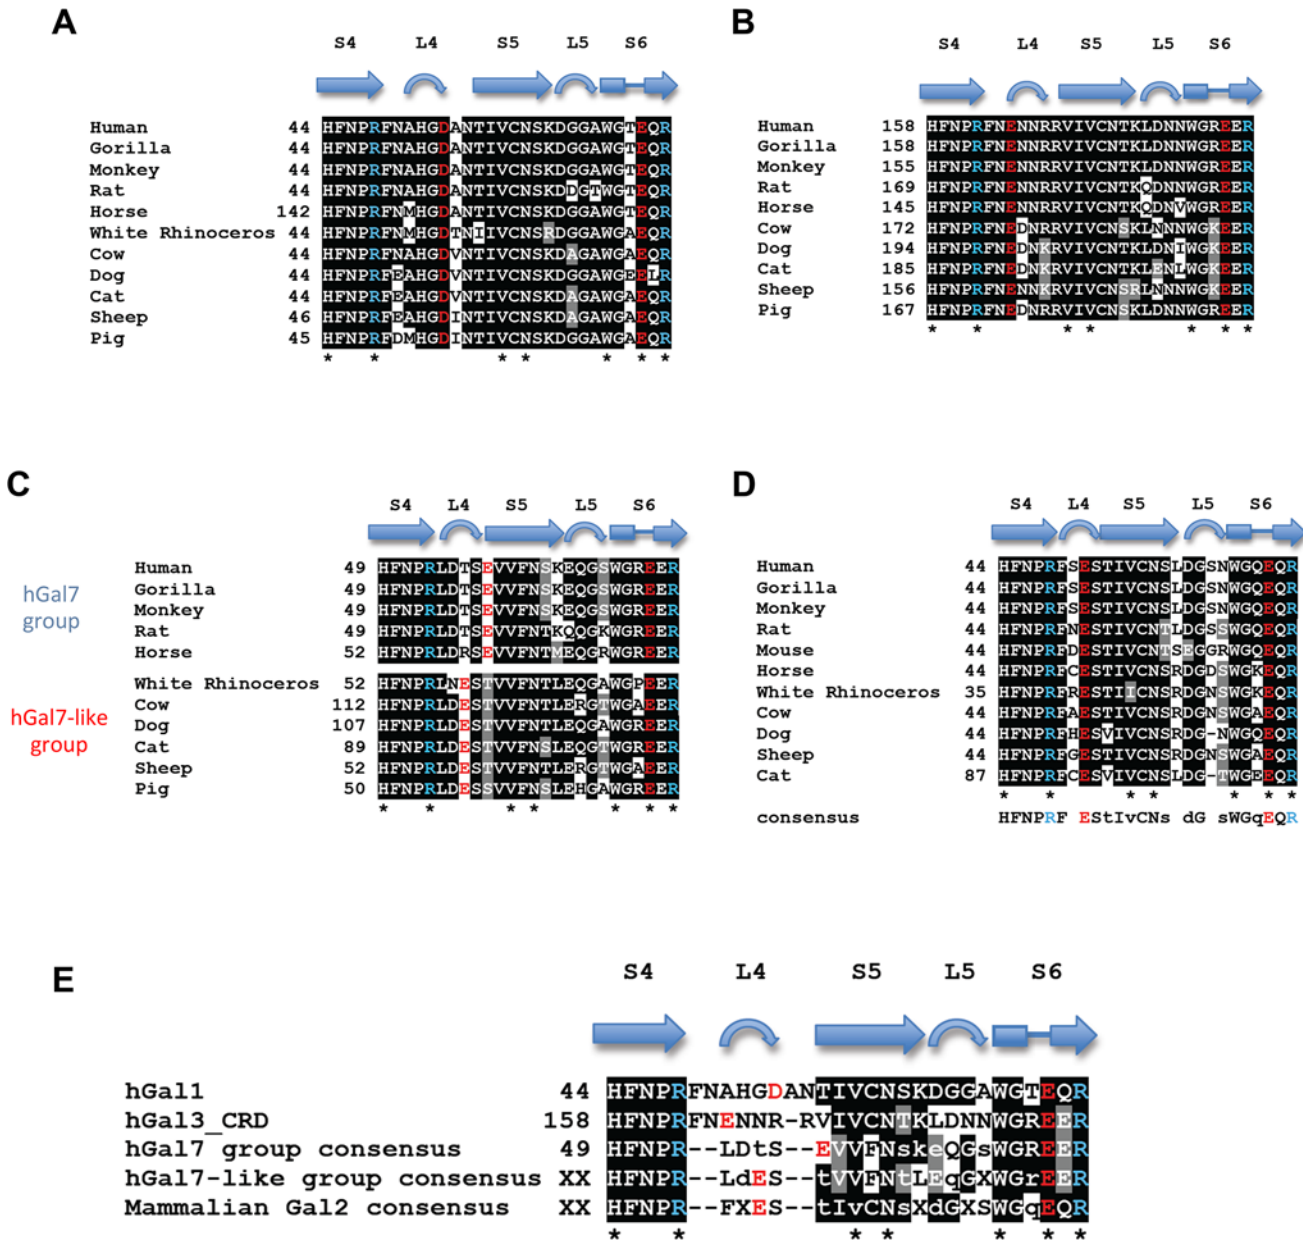 A
S4 L4 S5 L5 S6
Human 44 HFNPRFNAHGDANTIVCNSKDGGAWGTEQR
Gorilla 44 HFNPRFNAHGDANTIVCNSKDGGAWGTEQR
Monkey 44 HFNPRFNAHGDANTIVCNSKDGGAWGTEQR
Rat 44 HFNPRFNAHGDANTIVCNSKDDGTWGTEQR
Horse 142 HFNPRFNMHGDANTIVCNSKDGGAWGTEQR
White Rhinoceros 44 HFNPRFNMHGDTNIIVCNSRDGGAWGAEQR
Cow 44 HFNPRFNAHGDVNTIVCNSKDAGAWGAEQR
Dog 44 HFNPRFEAHGDVNTIVCNSKDGGAWGEELR
Cat 44 HFNPRFEAHGDVNTIVCNSKDAGAWGAEQR
Sheep 46 HFNPRFEAHGDINTIVCNSKDAGAWGAEQR
Pig 45 HFNPRFDMHGDINTIVCNSKDGGAWGAEQR
* * * * * * *
B
S4 L4 S5 L5 S6
Human 158 HFNPRFNENNRRVIVCNTKLDNNWGREER
Gorilla 158 HFNPRFNENNRRVIVCNTKLDNNWGREER
Monkey 155 HFNPRFNENNRRVIVCNTKLDNNWGREER
Rat 169 HFNPRFNENNRRVIVCNTKQDNNWGREER
Horse 145 HFNPRFNENNRRVIVCNTKQDNVWGREER
Cow 172 HFNPRFNEDNRRVIVCNSKLNNNWGKEER
Dog 194 HFNPRFNEDNKRVIVCNTKLDNIWGREER
Cat 185 HFNPRFNEDNKRVIVCNTKLENLWGKEER
Sheep 156 HFNPRFNENNKRVIVCNSRLNNNWGKEER
Pig 167 HFNPRFNEDNRRVIVCNSKLDNNWGREER
* * * * * * *
C
S4 L4 S5 L5 S6
hGal7
group
Human 49 HFNPRLDTSEVVFNSKEQGSWGREER
Gorilla 49 HFNPRLDTSEVVFNSKEQGSWGREER
Monkey 49 HFNPRLDTSEVVFNSKEQGSWGREER
Rat 49 HFNPRLDTSEVVFNTKQQGKWGREER
Horse 52 HFNPRLDRSEVVFNTMEQGRWGREER
hGal7-like
group
White Rhinoceros 52 HFNPRALNESTVVFNTLEQGAWGPEER
Cow 112 HFNPRLDESTVVFNTLERGTWGAEER
Dog 107 HFNPRLDESTVVFNTLEQGAWGREER
Cat 89 HFNPRLDESTVVFNSLEQGTWGREER
Sheep 52 HFNPRLDESTVVFNTLERGTWGAEER
Pig 50 HFNPRLDESSVVFNSLEHGAWGREER
* * * * * * *
D
S4 L4 S5 L5 S6
Human 44 HFNPRFSESTIVCNSLDGSNWGQEQR
Gorilla 44 HFNPRFSESTIVCNSLDGSNWGQEQR
Monkey 44 HFNPRFSESTIVCNSLDGSNWGQEQR
Rat 44 HFNPRFNESTIVCNTLDGSSWGQEQR
Mouse 44 HFNPRFDESTIVCNTSEGGRWGQEQR
Horse 44 HFNPRFCESTIVCNSRDGDSWGKEQR
White Rhinoceros 35 HFNPRFRESTIICNSRDGNSWGKEQR
Cow 44 HFNPRFAESTIVCNSRDGNSWGAEQR
Dog 44 HFNPRFHESVIVCNSRDG-NWGQEQR
Sheep 44 HFNPRFGESTIVCNSRDGNSWGAEQR
Cat 87 HFNPRFCESVIVCNSLDG-TWGEEQR
* * * * * * *
consensus HFNPRF EStIvCNs dG sWGqEQR
E
S4 L4 S5 L5 S6
hGal1 44 HFNPRFNAHGDANTIVCNSKDGGAWGTEQR
hGal3_CRD 158 HFNPRFNENNR-RVIVCNTKLDNNWGREER
hGal7 group consensus 49 HFNPR--LDtS--EVVFNskeQGsWGREER
hGal7-like group consensus XX HFNPR--LdES--tVVFNtLEqGXWGrEER
Mammalian Gal2 consensus XX HFNPR--FXES--tIvCNsXdGXSWGqEQR
* * * * * * *